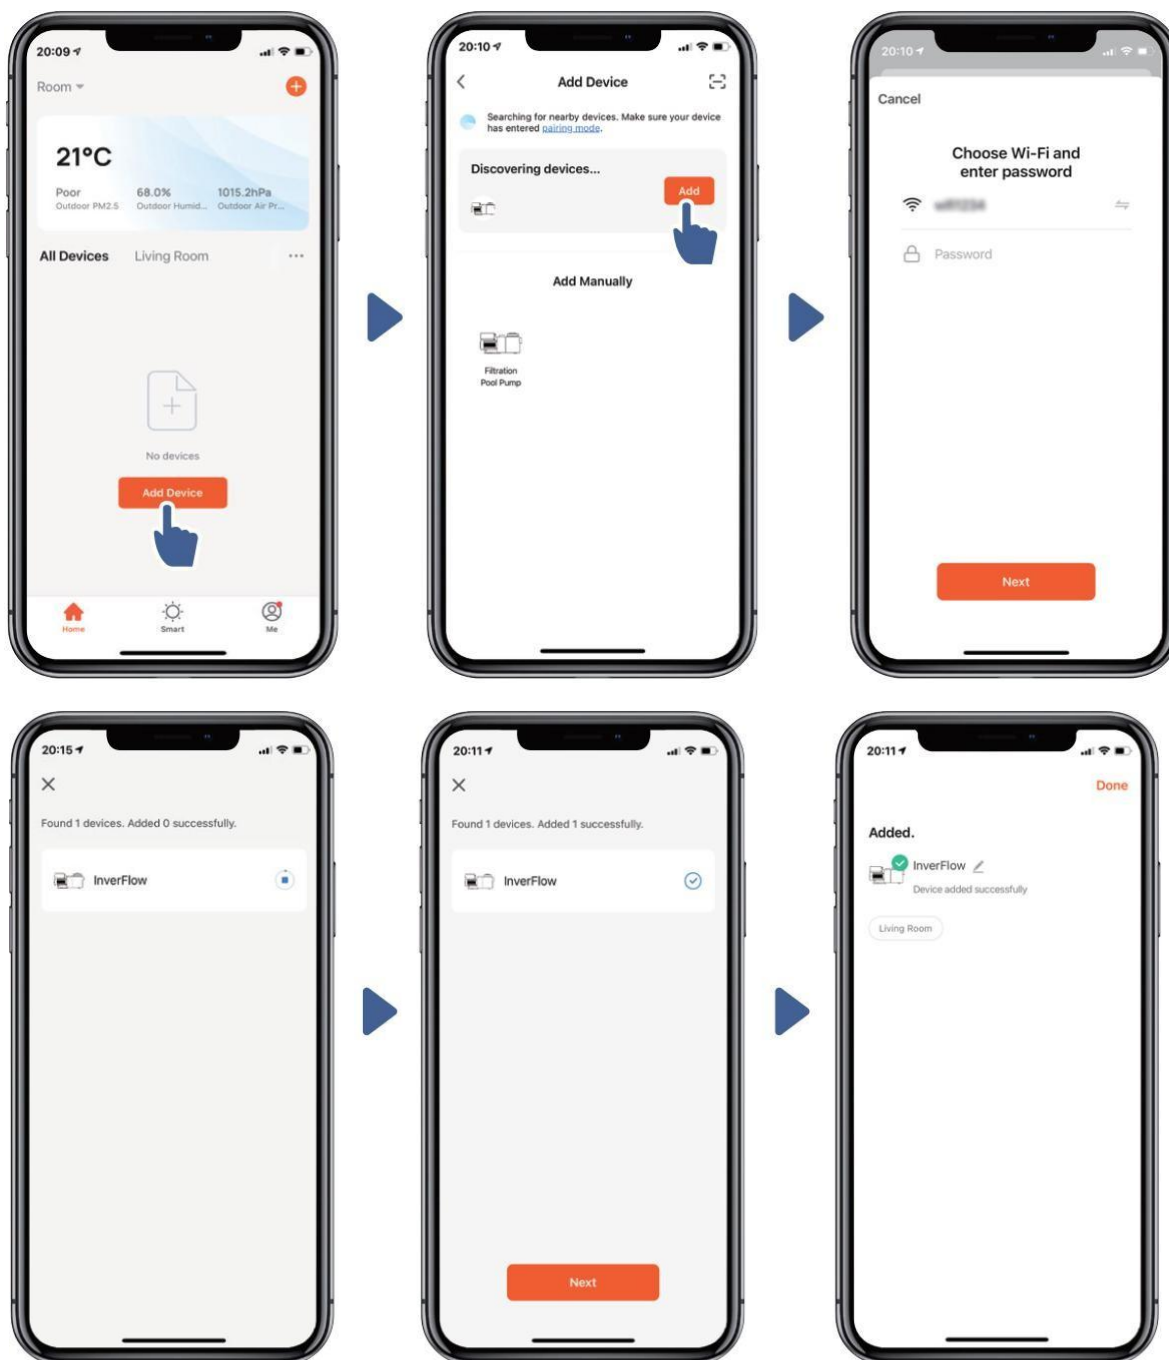 20:09
Room
21°C
Poor
68.0%
1015.2hPa
Outdoor PM2.5
Outdoor Humid...
Outdoor Air Pr...
All Devices
Living Room
No devices
Add Device
Home
Smart
Me
20:10
Add Device
Searching for nearby devices. Make sure your device
has entered pairing mode.
Discovering devices...
Add
Add Manually
Filtration
Pool Pump
20:10
Cancel
Choose Wi-Fi and
enter password
Password
Next
20:15
Found 1 devices. Added 0 successfully.
InverFlow
20:11
Found 1 devices. Added 1 successfully.
InverFlow
Next
20:11
Done
Added.
InverFlow
Device added successfully
Living Room